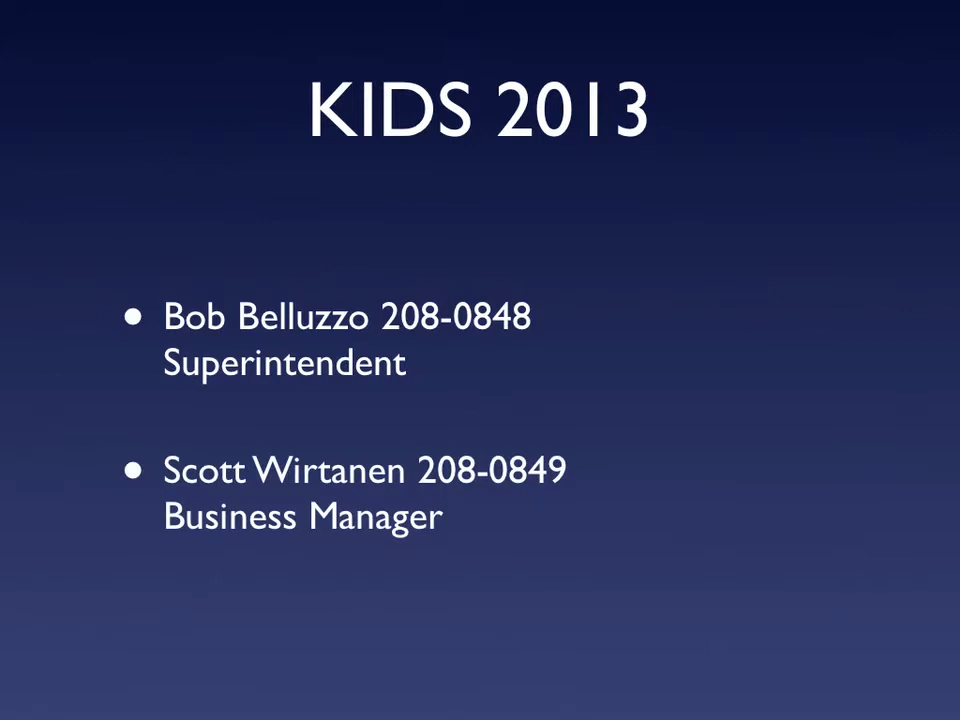 KIDS 2013
• Bob Belluzzo 208-0848
Superintendent
• Scott Wirtanen 208-0849
Business Manager